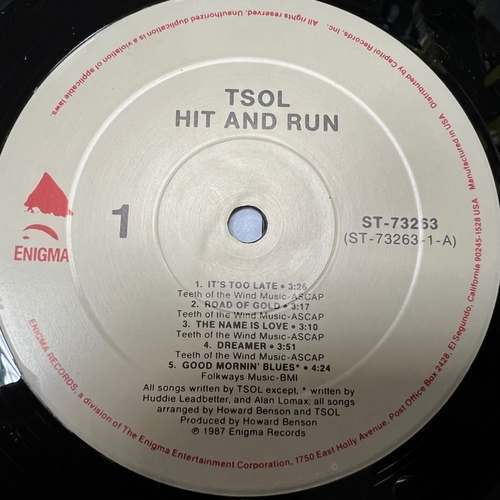 TSOL
HIT AND RUN
1
ENIGMA
ST-73263
(ST-73263-1-A)
1. IT'S TOO LATE • 3:26
Teeth of the Wind Music-ASCAP
2. ROAD OF GOLD • 3:17
Teeth of the Wind Music-ASCAP
3. THE NAME IS LOVE • 3:10
Teeth of the Wind Music-ASCAP
4. DREAMER • 3:51
Teeth of the Wind Music-ASCAP
5. GOOD MORNIN' BLUES* • 4:24
Folkways Music-BMI
All songs written by TSOL except, * written by
Huddie Leadbetter, and Alan Lomax; all songs
arranged by Howard Benson and TSOL
Produced by Howard Benson
℗ 1987 Enigma Records
ENIGMA RECORDS, a division of The Enigma Entertainment Corporation, 1750 East Holly Avenue, Post Office Box 2428, El Segundo, California 90245-1528 USA
All rights reserved. Unauthorized duplication is a violation of applicable laws.
Distributed by Capitol Records, Inc. Manufactured in USA